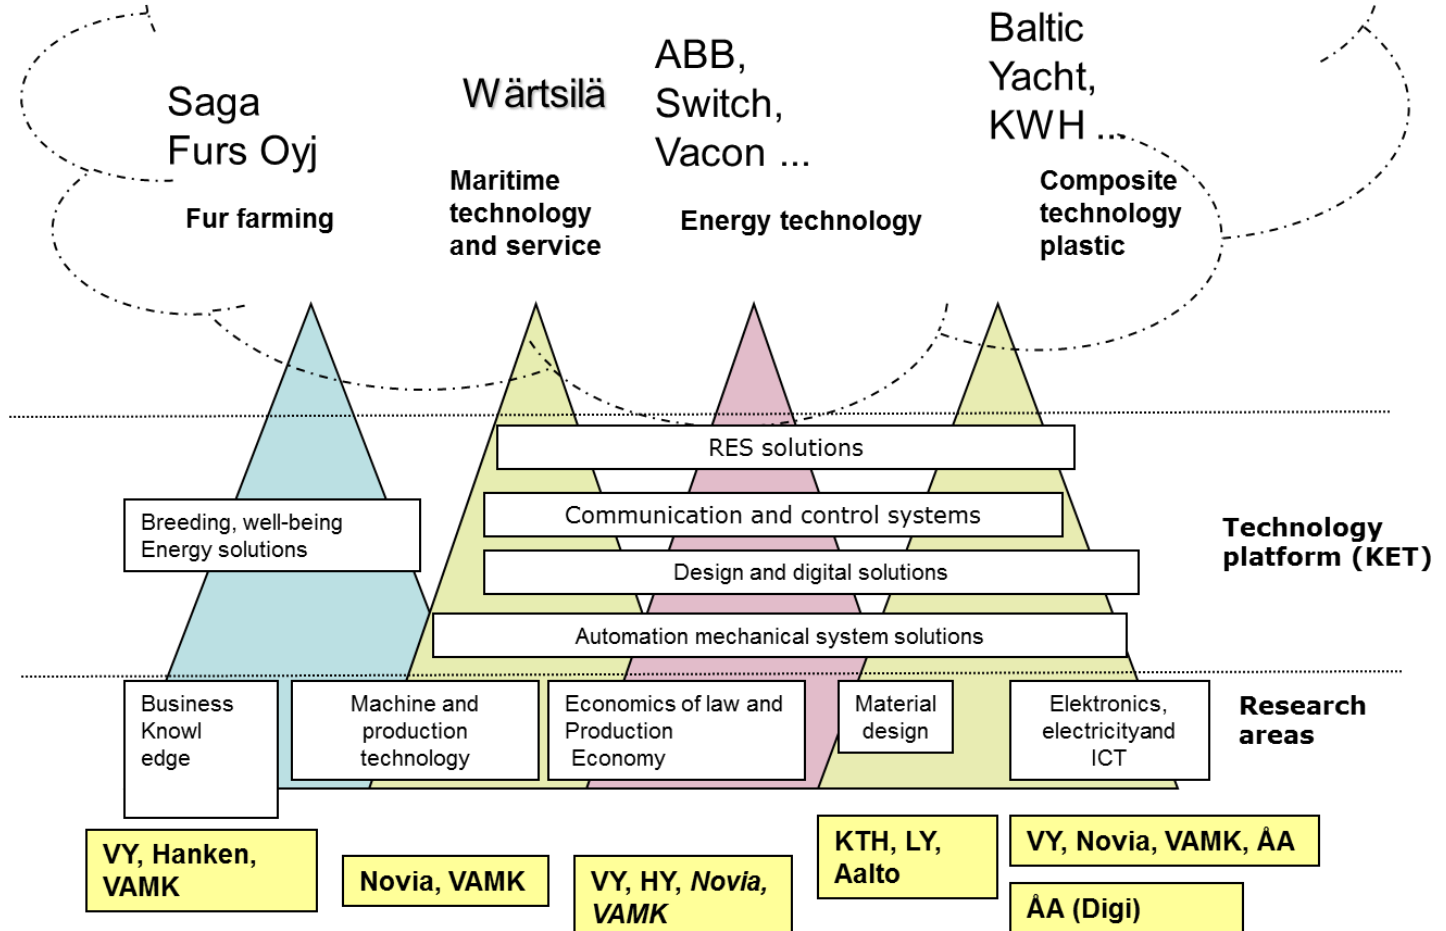 Saga
Furs Oyj
Wärtsilä
ABB,
Switch,
Vacon ...
Baltic
Yacht,
KWH ...
Fur farming
Maritime
technology
and service
Energy technology
Composite
technology
plastic
RES solutions
Breeding, well-being
Energy solutions
Communication and control systems
Design and digital solutions
Automation mechanical system solutions
Technology
platform (KET)
Business
Knowl
edge
Machine and
production
technology
Economics of law and
Production
Economy
Material
design
Elektronics,
electricityand
ICT
Research
areas
VY, Hanken,
VAMK
Novia, VAMK
VY, HY, Novia,
VAMK
KTH, LY,
Aalto
VY, Novia, VAMK, ÅA
ÅA (Digi)